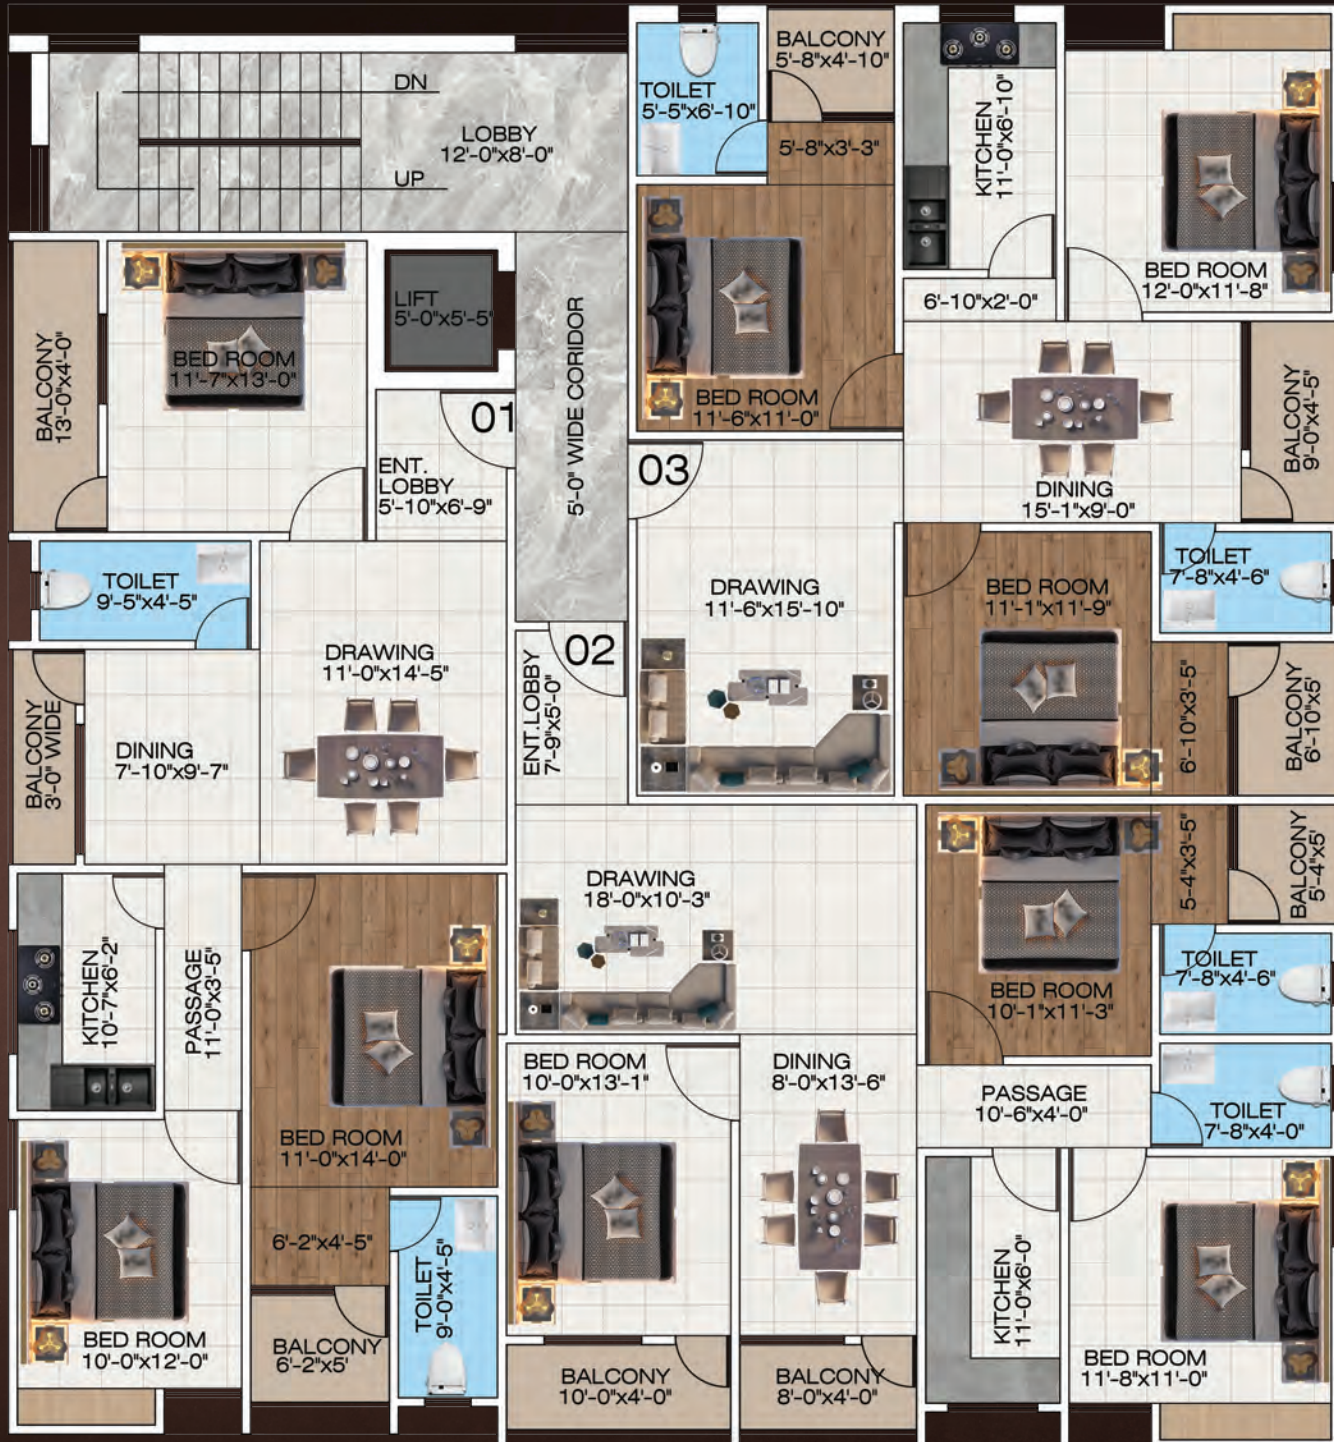 DN
LOBBY
12'-0"x8'-0"
UP
TOILET
5'-5"x6'-10"
BALCONY
5'-8"x4'-10"
5'-8"x3'-3"
KITCHEN
11'-0"x6'-10"
BED ROOM
12'-0"x11'-8"
6'-10"x2'-0"
BALCONY
13'-0"x4'-0"
BED ROOM
11'-7"x13'-0"
LIFT
5'-0"x5'-5"
5'-0" WIDE CORIDOR
BED ROOM
11'-6"x11'-0"
01
ENT.
LOBBY
5'-10"x6'-9"
03
DINING
15'-1"x9'-0"
BALCONY
9'-0"x4'-5"
TOILET
9'-5"x4'-5"
DRAWING
11'-0"x14'-5"
02
ENT.LOBBY
7'-9"x5'-0"
DRAWING
11'-6"x15'-10"
BED ROOM
11'-1"x11'-9"
TOILET
7'-8"x4'-6"
6'-10"x3'-5"
BALCONY
6'-10"x5'
BALCONY
3'-0" WIDE
DINING
7'-10"x9'-7"
DRAWING
18'-0"x10'-3"
5-4"x3'-5"
BALCONY
5'-4"x5'
KITCHEN
10'-7"x6'-2"
PASSAGE
11'-0"x3'-5"
BED ROOM
10'-1"x11'-3"
TOILET
7'-8"x4'-6"
BED ROOM
11'-0"x14'-0"
BED ROOM
10'-0"x13'-1"
DINING
8'-0"x13'-6"
PASSAGE
10'-6"x4'-0"
TOILET
7'-8"x4'-0"
BED ROOM
10'-0"x12'-0"
6'-2"x4'-5"
BALCONY
6'-2"x5'
TOILET
9'-0"x4'-5"
BALCONY
10'-0"x4'-0"
BALCONY
8'-0"x4'-0"
KITCHEN
11'-0"x6'-0"
BED ROOM
11'-8"x11'-0"